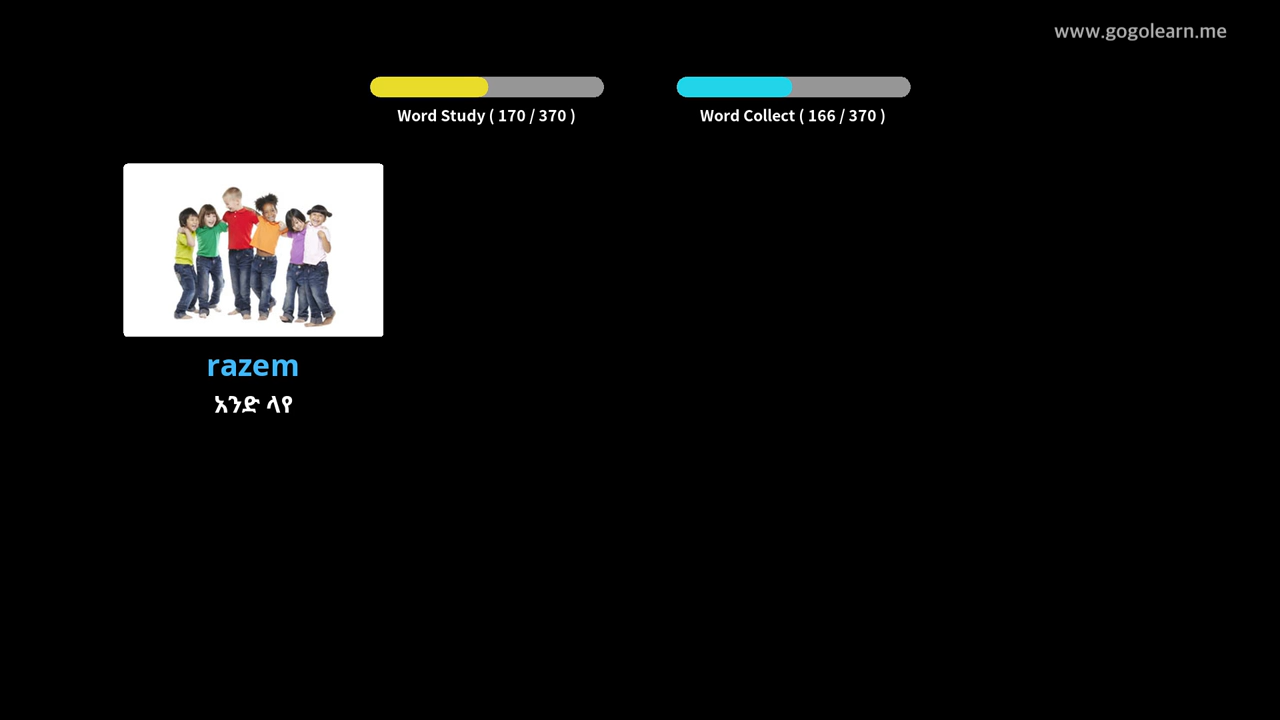 www.gogolearn.me
Word Study ( 170 / 370 )
Word Collect ( 166 / 370 )
razem
አንድ ላየ